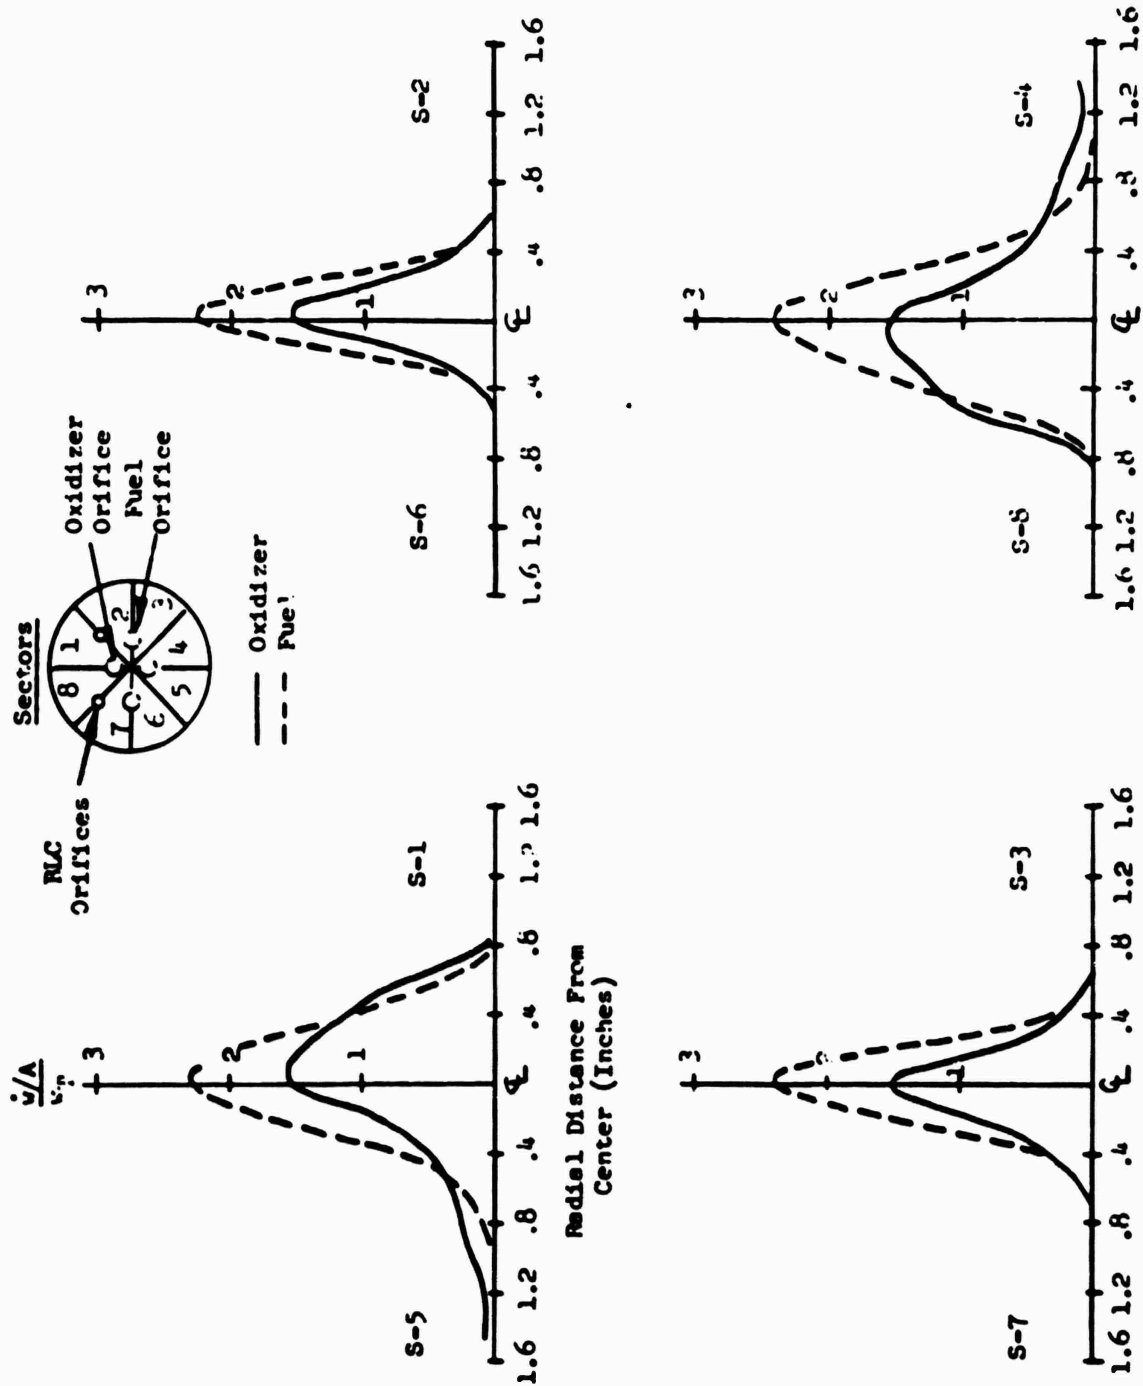 Sectors
RLC
Orifices
Oxidizer
Orifice
Fuel
Orifice
8 1
7 2
6 3
5 4
Oxidizer
Fuel
ẇ/A
3
2
1
S-5 S-1
1.6 1.2 .8 .4 ℄ .4 .8 1.2 1.6
Radial Distance From
Center (Inches)
3
2
1
S-6 S-2
1.6 1.2 .8 .4 ℄ .4 .8 1.2 1.6
3
2
1
S-7 S-3
1.6 1.2 .8 .4 ℄ .4 .8 1.2 1.6
3
2
1
S-8 S-4
1.6 1.2 .8 .4 ℄ .4 .8 1.2 1.6